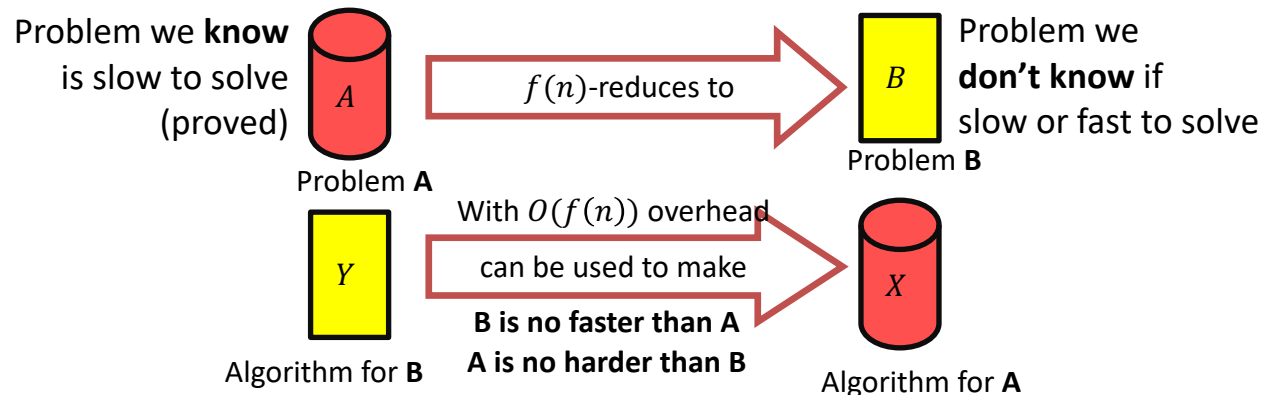 Problem we know
is slow to solve
(proved)
A
Problem A
f(n)-reduces to
B
Problem B
Problem we
don’t know if
slow or fast to solve
Y
Algorithm for B
With O(f(n)) overhead
can be used to make
B is no faster than A
A is no harder than B
X
Algorithm for A